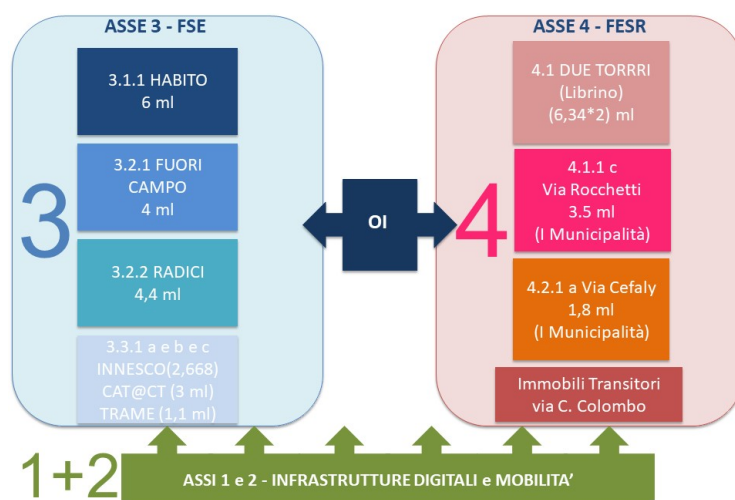 ASSE 3 - FSE
3.1.1 HABITO
6 ml
3.2.1 FUORI
CAMPO
4 ml
3
3.2.2 RADICI
4,4 ml
3.3.1 a e b e c
INNESCO(2,668)
CAT@CT (3 ml)
TRAME (1,1 ml)
OI
ASSE 4 - FESR
4.1 DUE TORRRI
(Librino)
(6,34*2) ml
4
4.1.1 c
Via Rocchetti
3.5 ml
(I Municipalità)
4.2.1 a Via Cefaly
1,8 ml
(I Municipalità)
Immobili Transitori
via C. Colombo
1+2
ASSI 1 e 2 - INFRASTRUTTURE DIGITALI e MOBILITA'